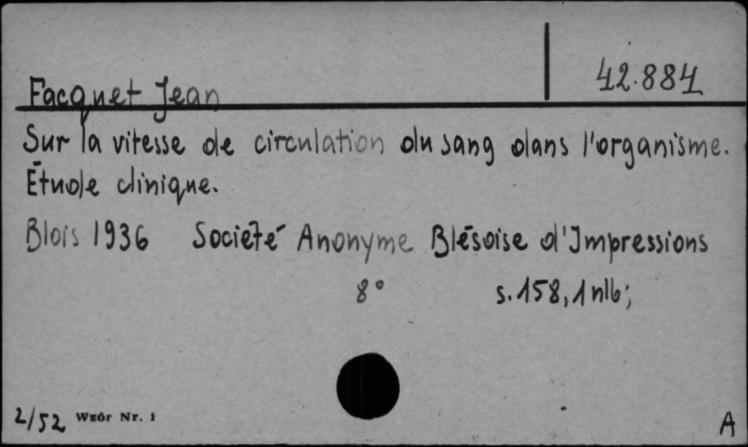 42.884
Facquet Jean
Sur la vitesse de circulation du sang dans l'organisme.
Étude clinique.
Blois 1936 Société Anonyme Blésoise d'Impressions
8° s. 158, 1 nlb;
2/52 Wzór Nr. 1
A